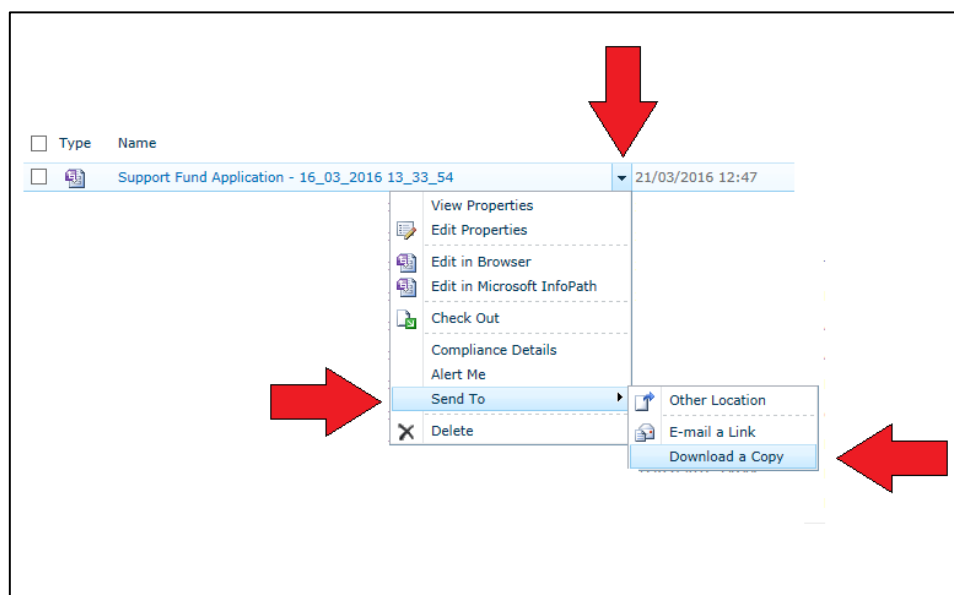 Type Name
Support Fund Application - 16_03_2016 13_33_54 21/03/2016 12:47
View Properties
Edit Properties
Edit in Browser
Edit in Microsoft InfoPath
Check Out
Compliance Details
Alert Me
Send To
Delete
Other Location
E-mail a Link
Download a Copy